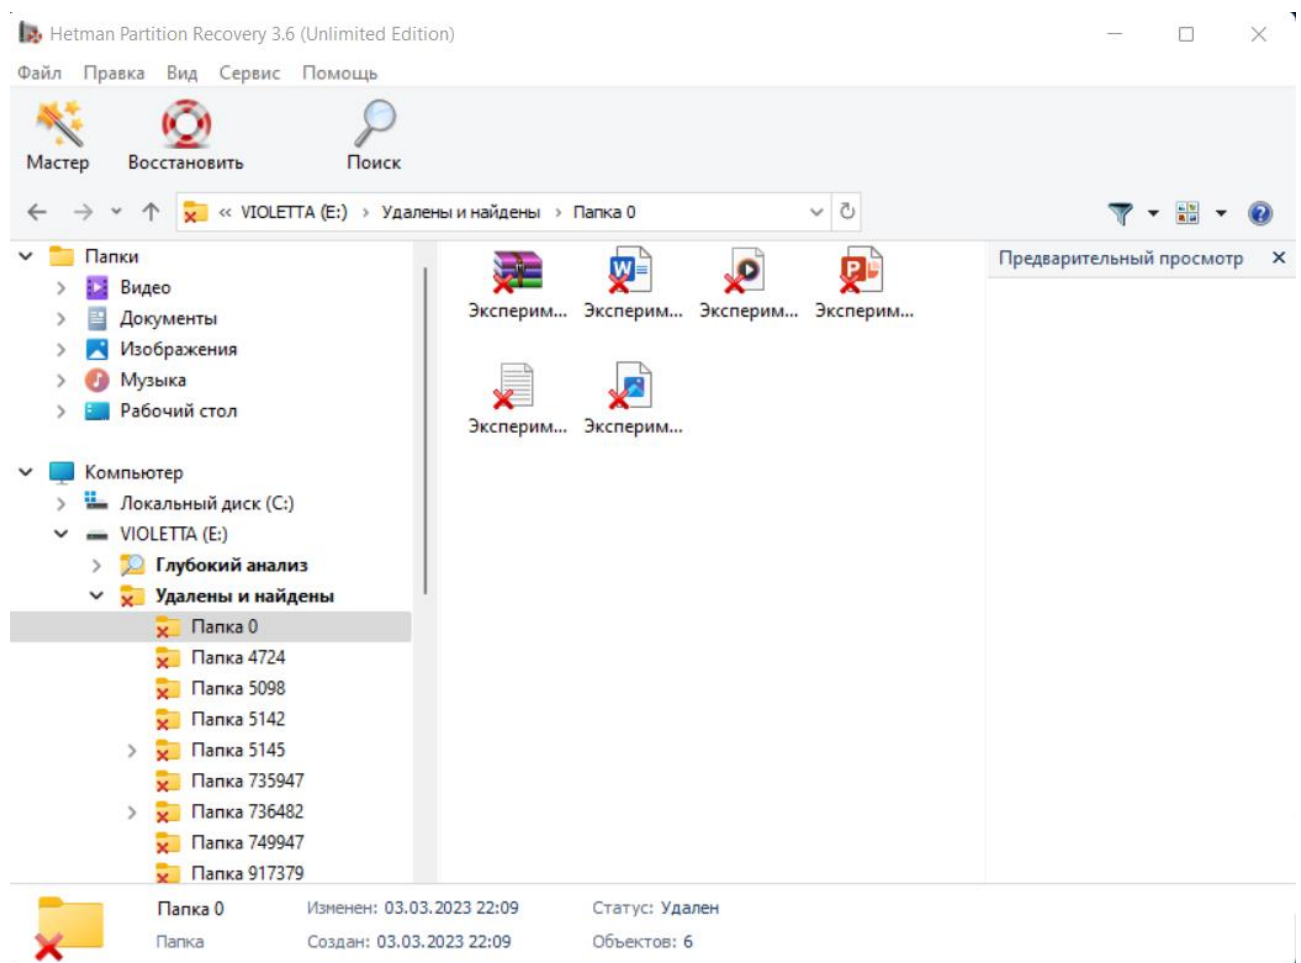 Hetman Partition Recovery 3.6 (Unlimited Edition)
Файл Правка Вид Сервис Помощь
Мастер Восстановить Поиск
« VIOLETTA (E:) › Удалены и найдены › Папка 0
Папки
Видео
Документы
Изображения
Музыка
Рабочий стол
Компьютер
Локальный диск (C:)
VIOLETTA (E:)
Глубокий анализ
Удалены и найдены
Папка 0
Папка 4724
Папка 5098
Папка 5142
Папка 5145
Папка 735947
Папка 736482
Папка 749947
Папка 917379
Эксперим... Эксперим... Эксперим... Эксперим...
Эксперим... Эксперим...
Предварительный просмотр
Папка 0 Изменен: 03.03.2023 22:09 Статус: Удален
Папка Создан: 03.03.2023 22:09 Объектов: 6